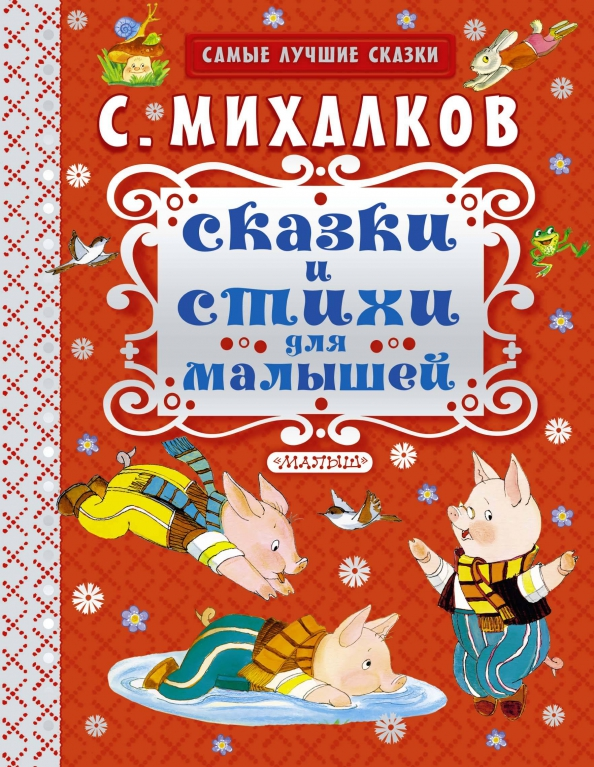 САМЫЕ ЛУЧШИЕ СКАЗКИ
С. МИХАЛКОВ
Сказки
и
стихи
для
малышей
«МАЛЫШ»